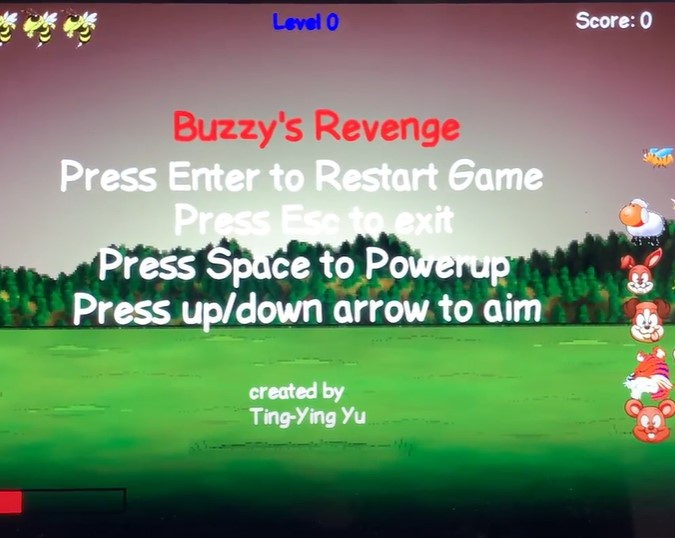 Level 0
Score: 0
Buzzy's Revenge
Press Enter to Restart Game
Press Esc to exit
Press Space to Powerup
Press up/down arrow to aim
created by
Ting-Ying Yu